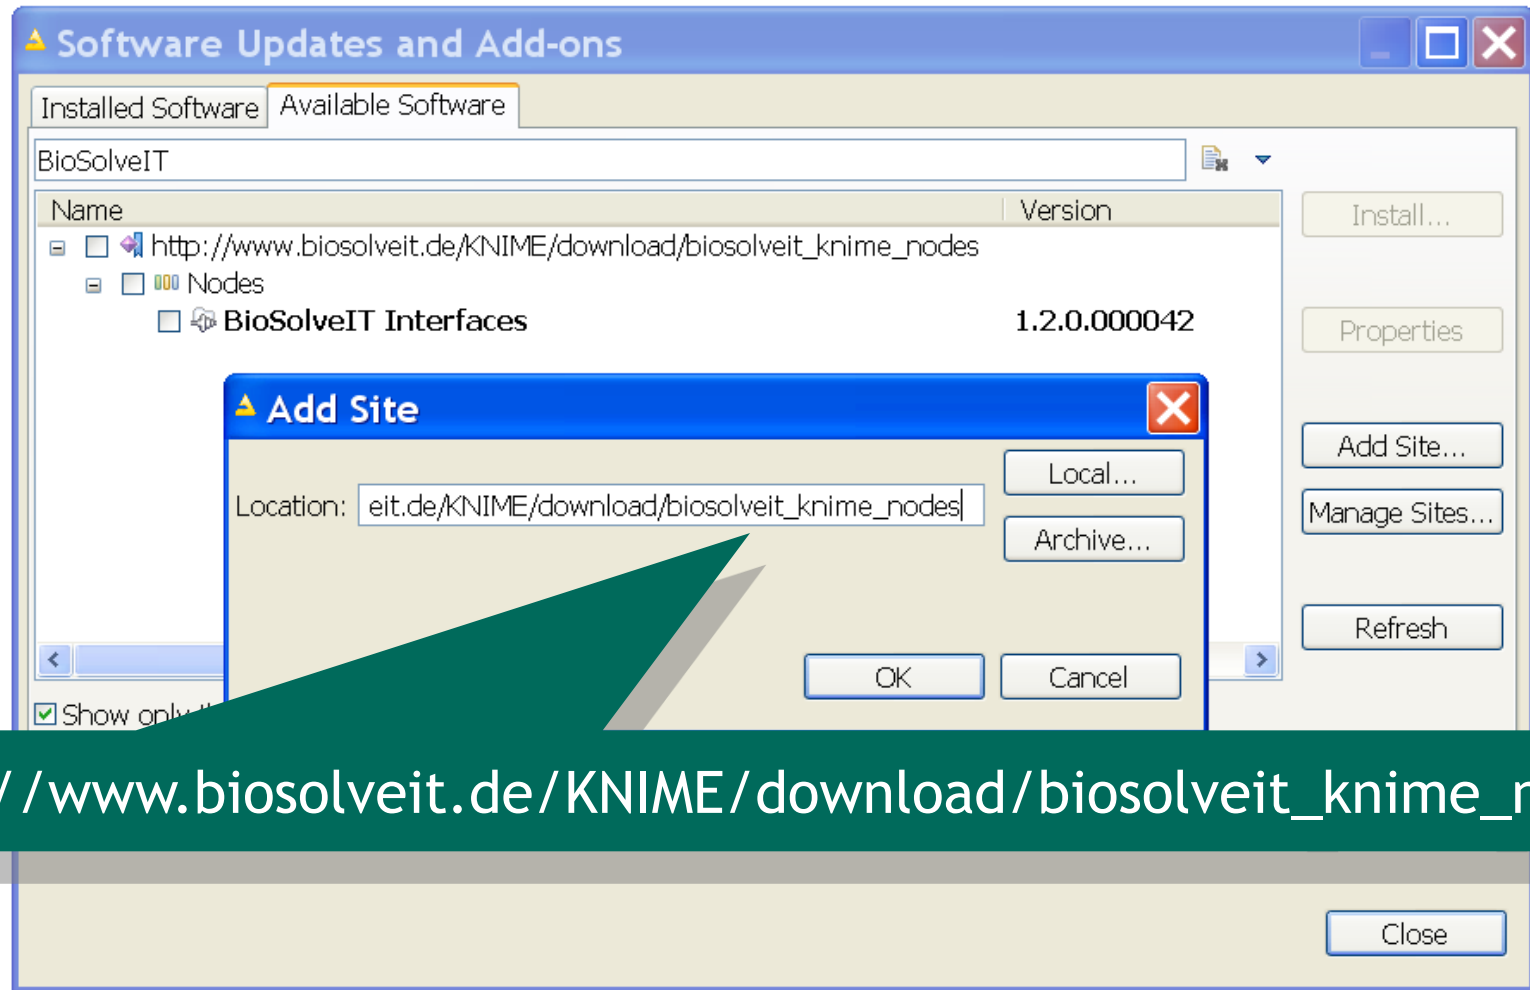 Software Updates and Add-ons
Installed Software Available Software
BioSolveIT
Name Version
Install...
http://www.biosolveit.de/KNIME/download/biosolveit_knime_nodes
Nodes
BioSolveIT Interfaces 1.2.0.000042
Properties
Add Site
Add Site...
Local...
Location: eit.de/KNIME/download/biosolveit_knime_nodes
Manage Sites...
Archive...
Refresh
OK Cancel
Show only
//www.biosolveit.de/KNIME/download/biosolveit_knime_
Close